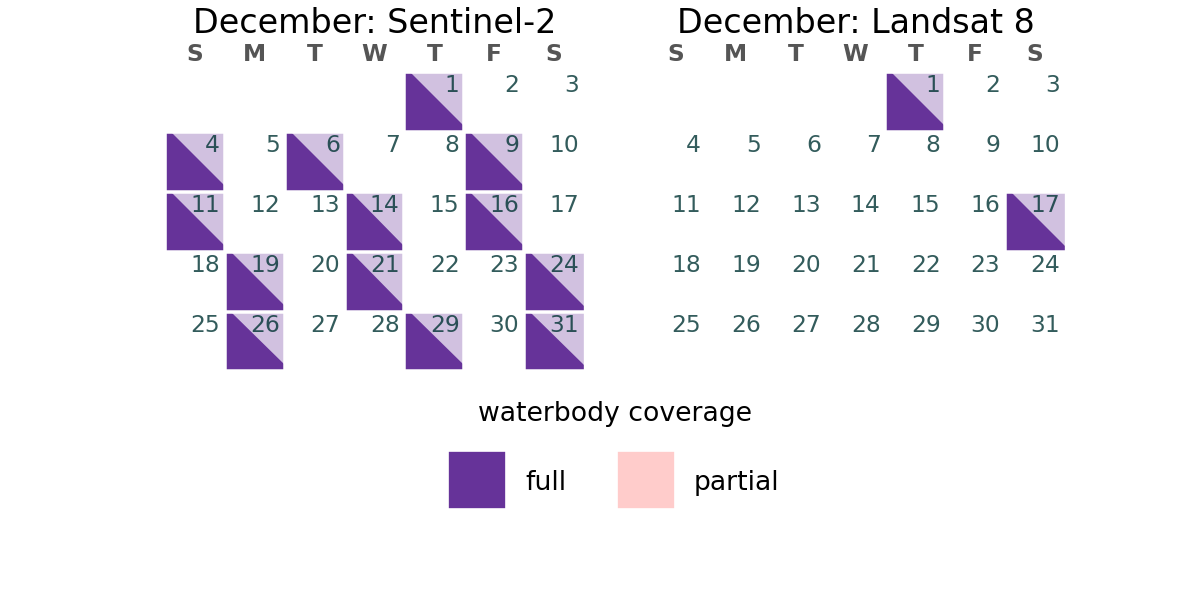 December: Sentinel-2
S M T W T F S
1 2 3
4 5 6 7 8 9 10
11 12 13 14 15 16 17
18 19 20 21 22 23 24
25 26 27 28 29 30 31
December: Landsat 8
S M T W T F S
1 2 3
4 5 6 7 8 9 10
11 12 13 14 15 16 17
18 19 20 21 22 23 24
25 26 27 28 29 30 31
waterbody coverage
full partial